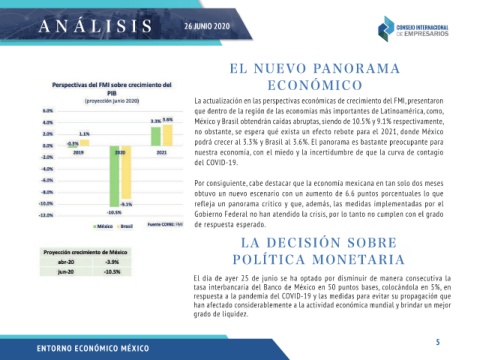 ANÁLISIS
26 JUNIO 2020
CONSEJO INTERNACIONAL
DE EMPRESARIOS
Perspectivas del FMI sobre crecimiento del
PIB
(proyección junio 2020)
6.0%
4.0%
2.0%
0.0%
-2.0%
-4.0%
-6.0%
-8.0%
-10.0%
-12.0%
-0.3%
1.1%
3.3% 3.6%
2019 2020 2021
-9.1%
-10.5%
México Brasil
Fuente COINE; FMI
Proyección crecimiento de México
abr-20 -3.9%
jun-20 -10.5%
EL NUEVO PANORAMA
ECONÓMICO
La actualización en las perspectivas económicas de crecimiento del FMI, presentaron
que dentro de la región de las economías más importantes de Latinoamérica, como,
México y Brasil obtendrán caídas abruptas, siendo de 10.5% y 9.1% respectivamente,
no obstante, se espera qué exista un efecto rebote para el 2021, donde México
podrá crecer al 3.3% y Brasil al 3.6%. El panorama es bastante preocupante para
nuestra economía, con el miedo y la incertidumbre de que la curva de contagio
del COVID-19.
Por consiguiente, cabe destacar que la economía mexicana en tan solo dos meses
obtuvo un nuevo escenario con un aumento de 6.6 puntos porcentuales lo que
refleja un panorama crítico y que, además, las medidas implementadas por el
Gobierno Federal no han atendido la crisis, por lo tanto no cumplen con el grado
de respuesta esperado.
LA DECISIÓN SOBRE
POLÍTICA MONETARIA
El día de ayer 25 de junio se ha optado por disminuir de manera consecutiva la
tasa interbancaria del Banco de México en 50 puntos bases, colocándola en 5%, en
respuesta a la pandemia del COVID-19 y las medidas para evitar su propagación que
han afectado considerablemente a la actividad económica mundial y brindar un mejor
grado de liquidez.
ENTORNO ECONÓMICO MÉXICO
5